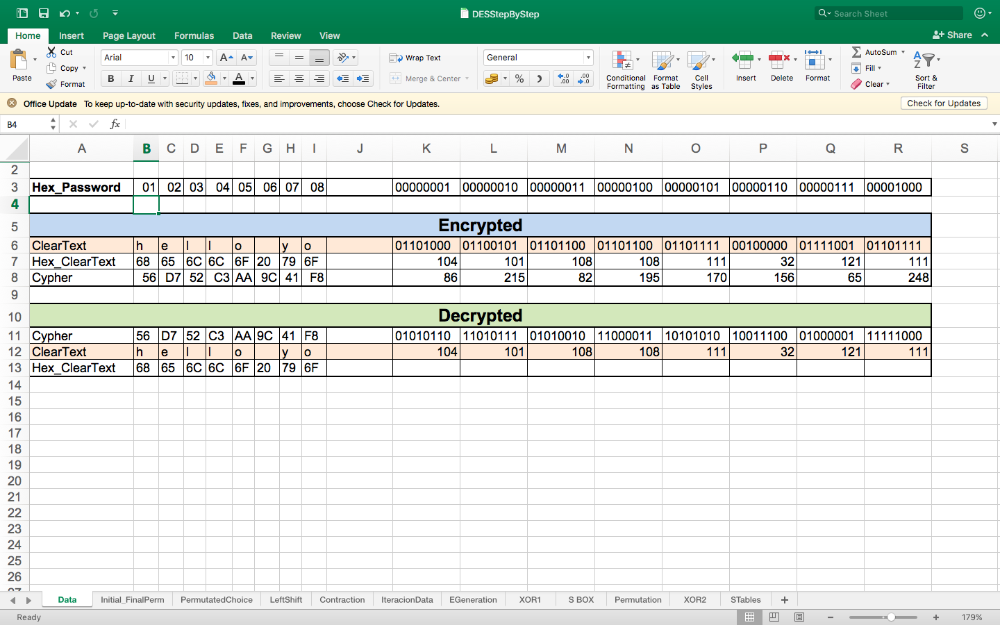 DESStepByStep
Search Sheet
Home Insert Page Layout Formulas Data Review View Share
Paste Cut Copy Format
Arial 10 A A
B I U A
Wrap Text
Merge & Center
General
%
Conditional Formatting Format as Table Cell Styles Insert Delete Format
AutoSum Fill Clear Sort & Filter
Office Update To keep up-to-date with security updates, fixes, and improvements, choose Check for Updates. Check for Updates
B4 fx
A B C D E F G H I J K L M N O P Q R S
2
3 Hex_Password 01 02 03 04 05 06 07 08 00000001 00000010 00000011 00000100 00000101 00000110 00000111 00001000
4
5 Encrypted
6 ClearText h e l l o y o 01101000 01100101 01101100 01101100 01101111 00100000 01111001 01101111
7 Hex_ClearText 68 65 6C 6C 6F 20 79 6F 104 101 108 108 111 32 121 111
8 Cypher 56 D7 52 C3 AA 9C 41 F8 86 215 82 195 170 156 65 248
9
10 Decrypted
11 Cypher 56 D7 52 C3 AA 9C 41 F8 01010110 11010111 01010010 11000011 10101010 10011100 01000001 11111000
12 ClearText h e l l o y o 104 101 108 108 111 32 121 111
13 Hex_ClearText 68 65 6C 6C 6F 20 79 6F
14
15
16
17
18
19
20
21
22
23
24
25
26
Data Initial_FinalPerm PermutatedChoice LeftShift Contraction IteracionData EGeneration XOR1 S BOX Permutation XOR2 STables +
Ready 179%